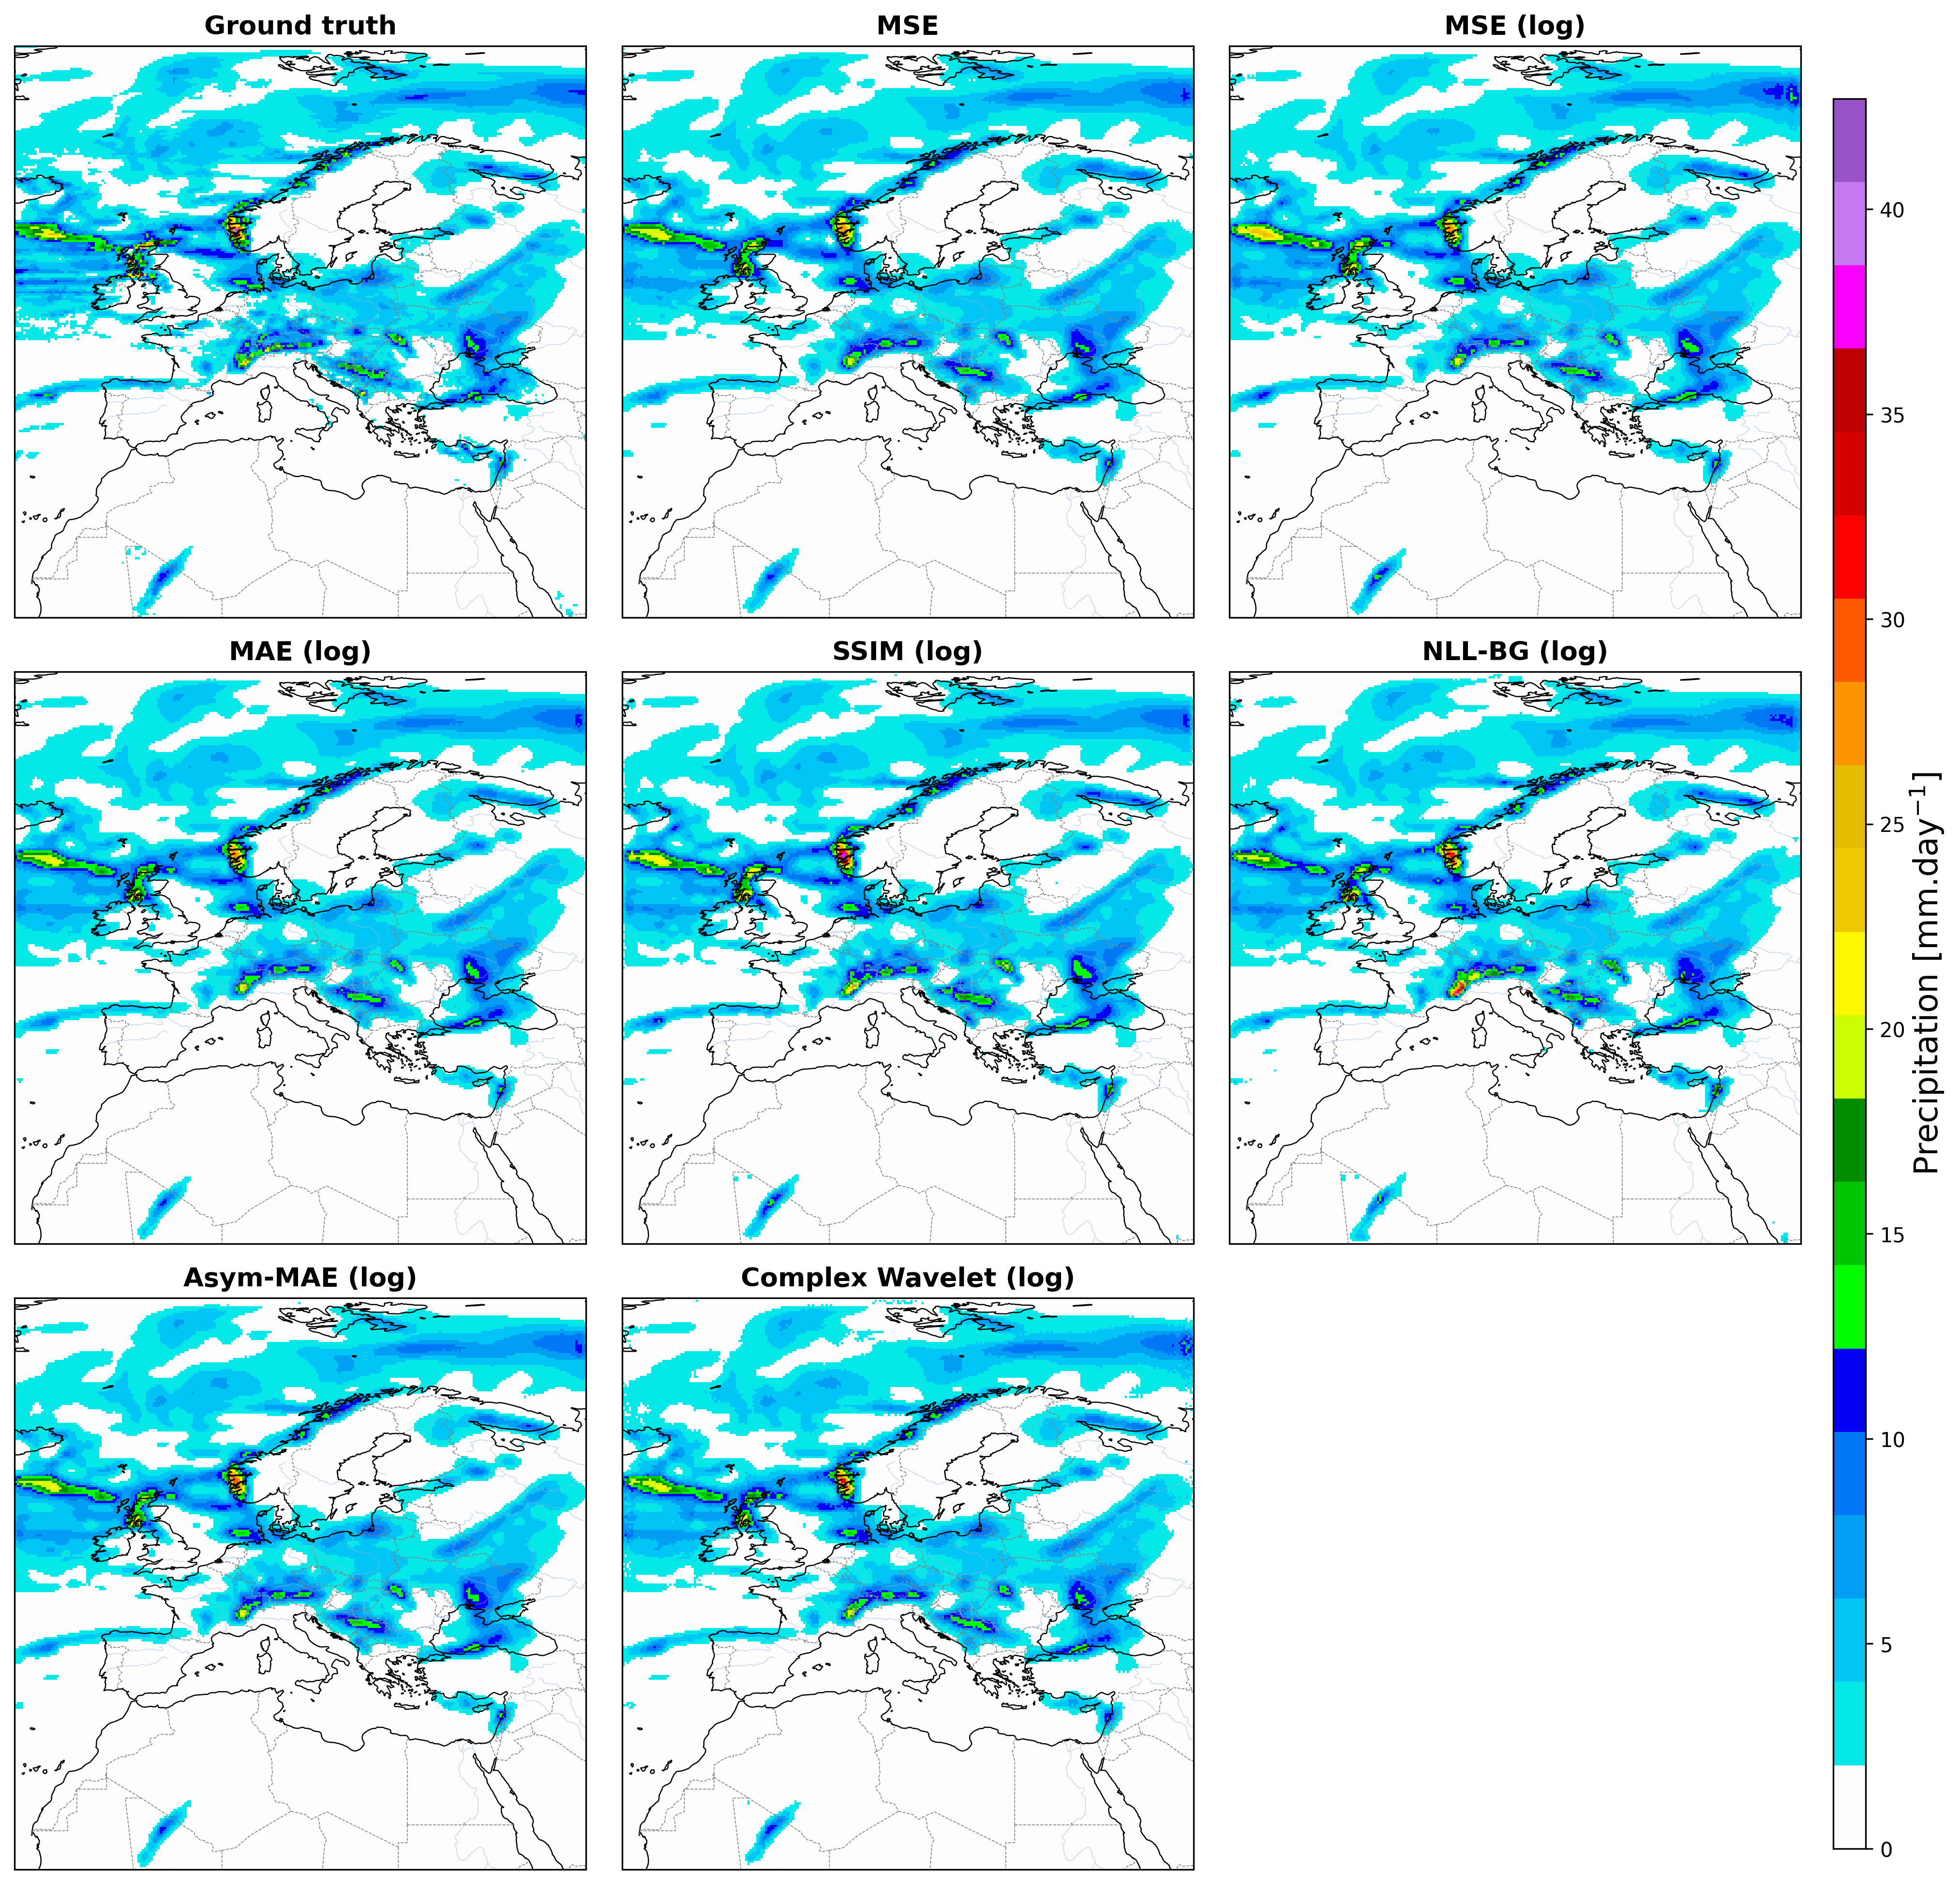 Ground truth
MSE
MSE (log)
MAE (log)
SSIM (log)
NLL-BG (log)
Asym-MAE (log)
Complex Wavelet (log)
40
35
30
25
20
15
10
5
0
Precipitation [mm.day⁻¹]